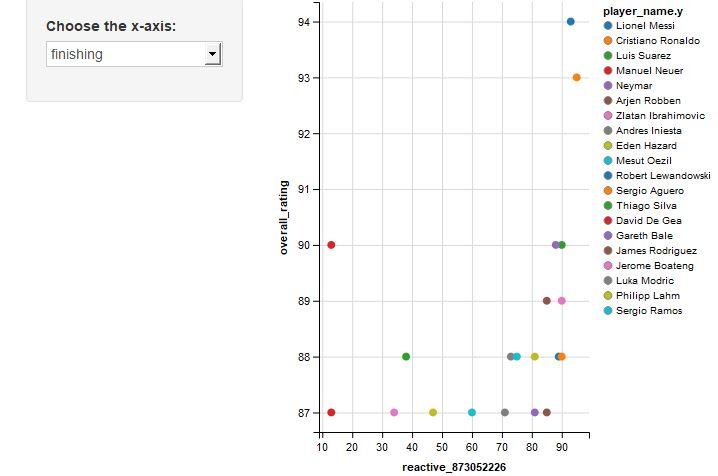 Choose the x-axis:
finishing
94
93
92
91
90
89
88
87
overall_rating
10 20 30 40 50 60 70 80 90
reactive_873052226
player_name.y
Lionel Messi
Cristiano Ronaldo
Luis Suarez
Manuel Neuer
Neymar
Arjen Robben
Zlatan Ibrahimovic
Andres Iniesta
Eden Hazard
Mesut Oezil
Robert Lewandowski
Sergio Aguero
Thiago Silva
David De Gea
Gareth Bale
James Rodriguez
Jerome Boateng
Luka Modric
Philipp Lahm
Sergio Ramos